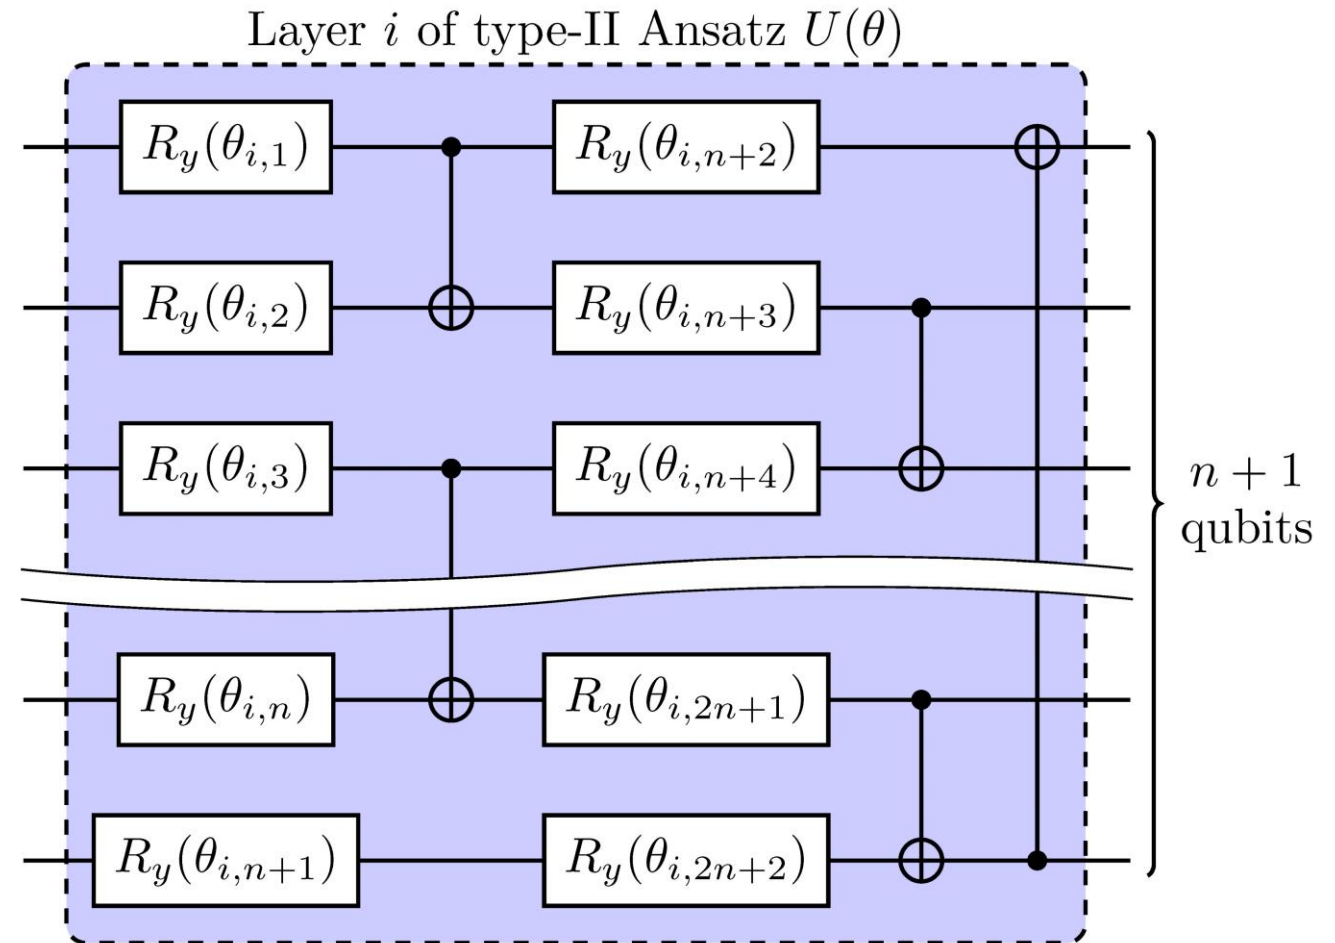 Layer i of type-II Ansatz U(θ)
R_y(θ_{i,1}) R_y(θ_{i,n+2})
R_y(θ_{i,2}) R_y(θ_{i,n+3})
R_y(θ_{i,3}) R_y(θ_{i,n+4})
n + 1
qubits
R_y(θ_{i,n}) R_y(θ_{i,2n+1})
R_y(θ_{i,n+1}) R_y(θ_{i,2n+2})